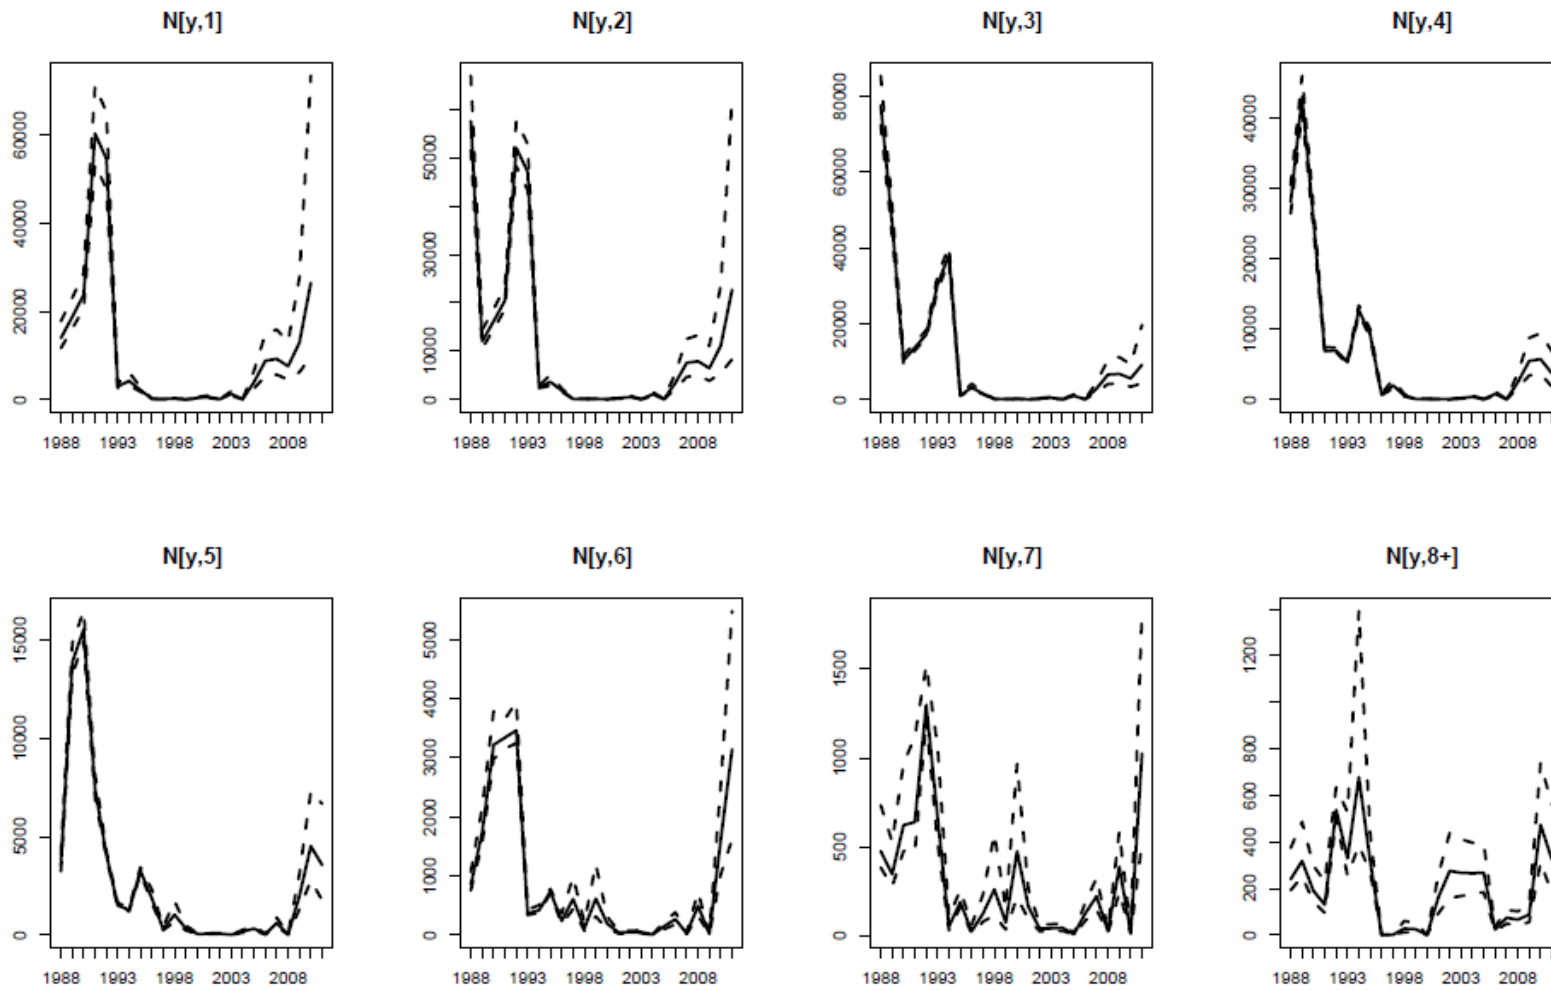 N[y,1]
0 20000 40000 60000
1988 1993 1998 2003 2008
N[y,2]
0 10000 30000 50000
1988 1993 1998 2003 2008
N[y,3]
0 20000 40000 60000 80000
1988 1993 1998 2003 2008
N[y,4]
0 10000 20000 30000 40000
1988 1993 1998 2003 2008
N[y,5]
0 5000 10000 15000
1988 1993 1998 2003 2008
N[y,6]
0 1000 2000 3000 4000 5000
1988 1993 1998 2003 2008
N[y,7]
0 500 1000 1500
1988 1993 1998 2003 2008
N[y,8+]
0 200 400 600 800 1200
1988 1993 1998 2003 2008